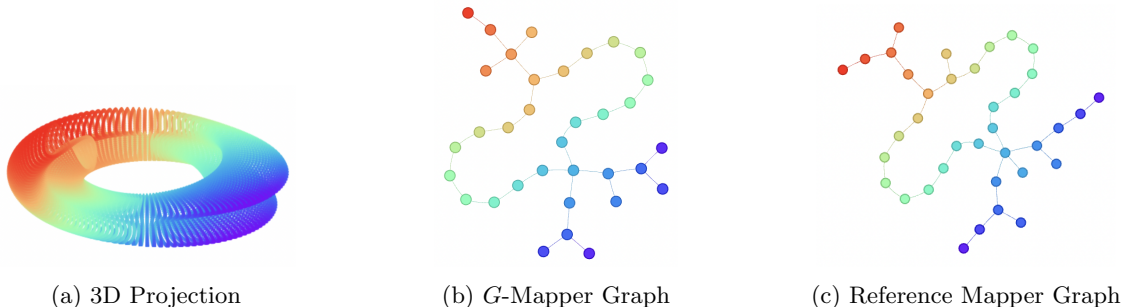 (a) 3D Projection
(b) G-Mapper Graph
(c) Reference Mapper Graph